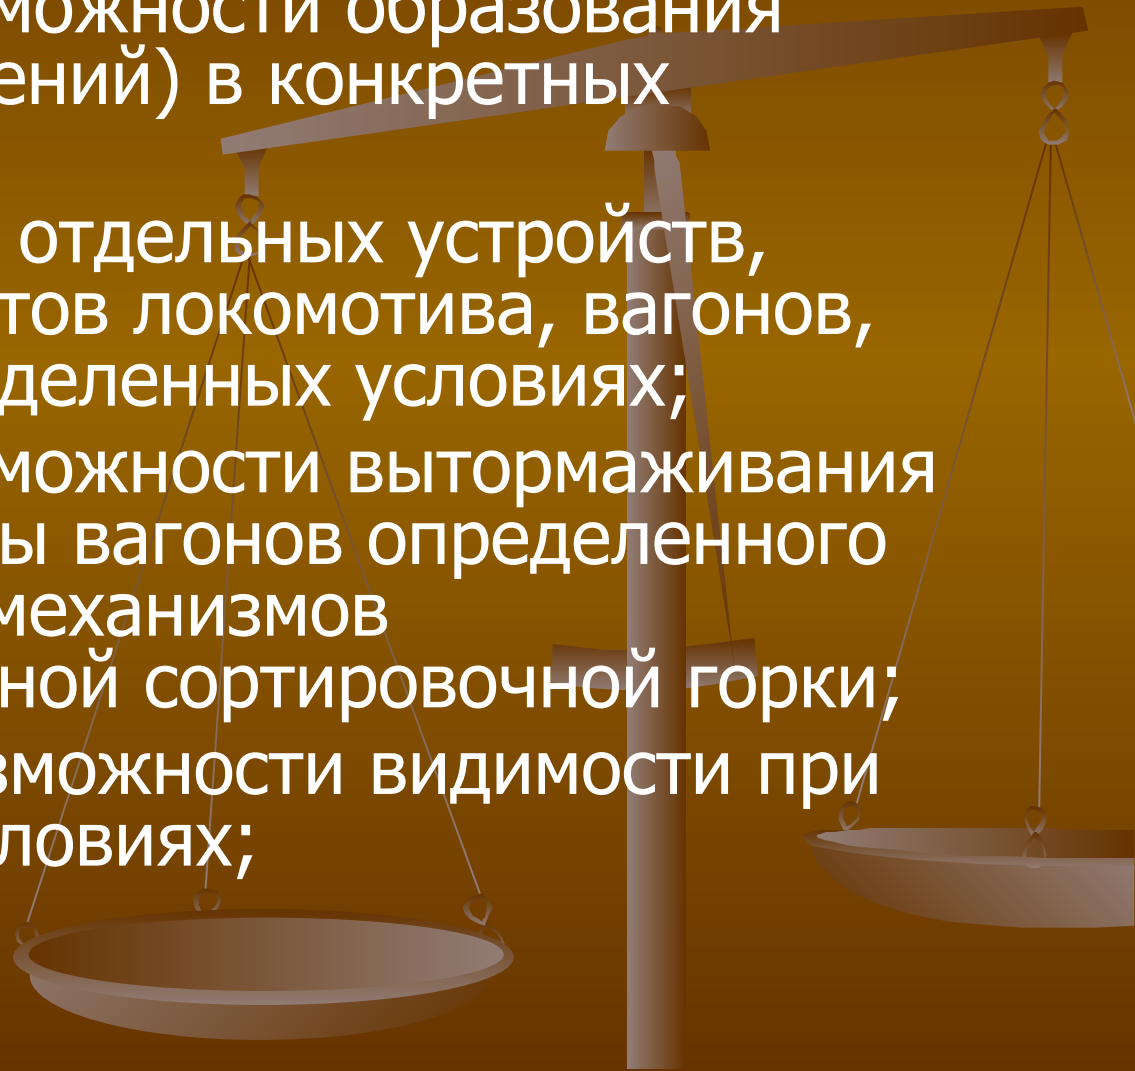 можности образования
ений) в конкретных
отдельных устройств,
тов локомотива, вагонов,
деленных условиях;
можности вытормаживания
ы вагонов определенного
механизмов
ной сортировочной горки;
зможности видимости при
ловиях;